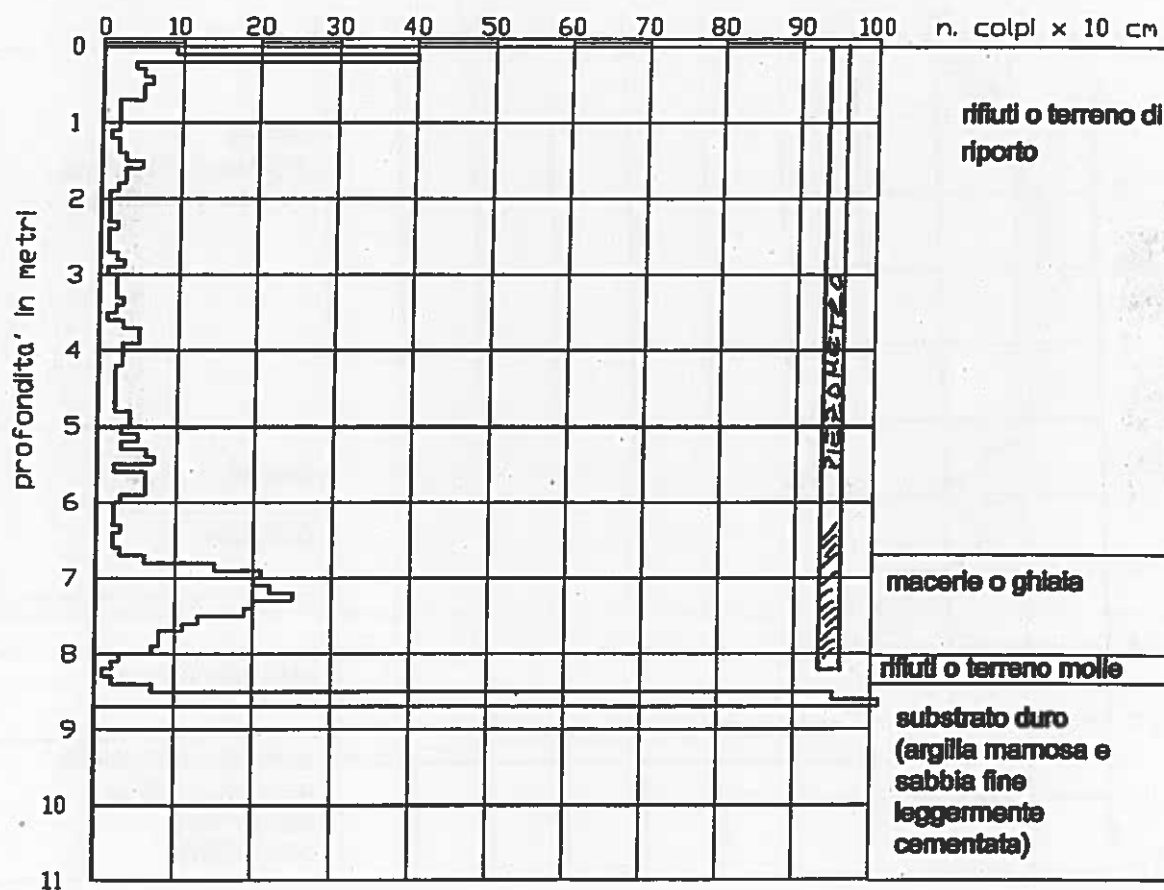 0 10 20 30 40 50 60 70 80 90 100 n. colpi x 10 cm
0
1
2
3
4
5
6
7
8
9
10
11
profondita' in metri
PIEZOMETRO
rifiuti o terreno di
riporto
macerie o ghiaia
rifiuti o terreno molle
substrato duro
(argilla marnosa e
sabbia fine
leggermente
cementata)